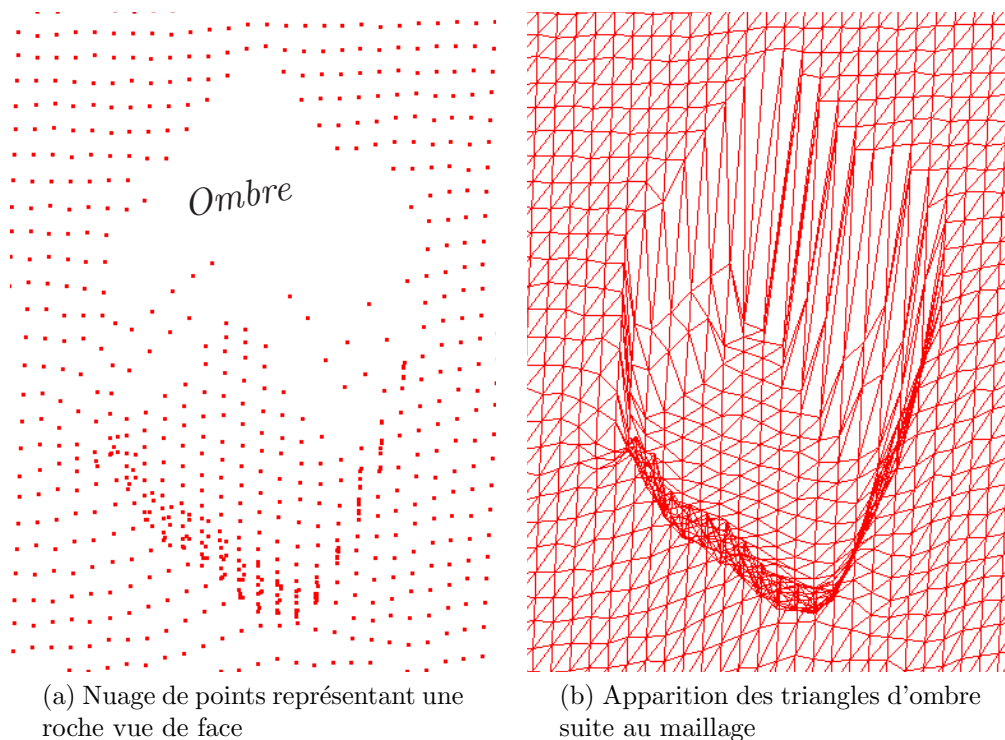 Ombre
(a) Nuage de points représentant une
roche vue de face
(b) Apparition des triangles d'ombre
suite au maillage